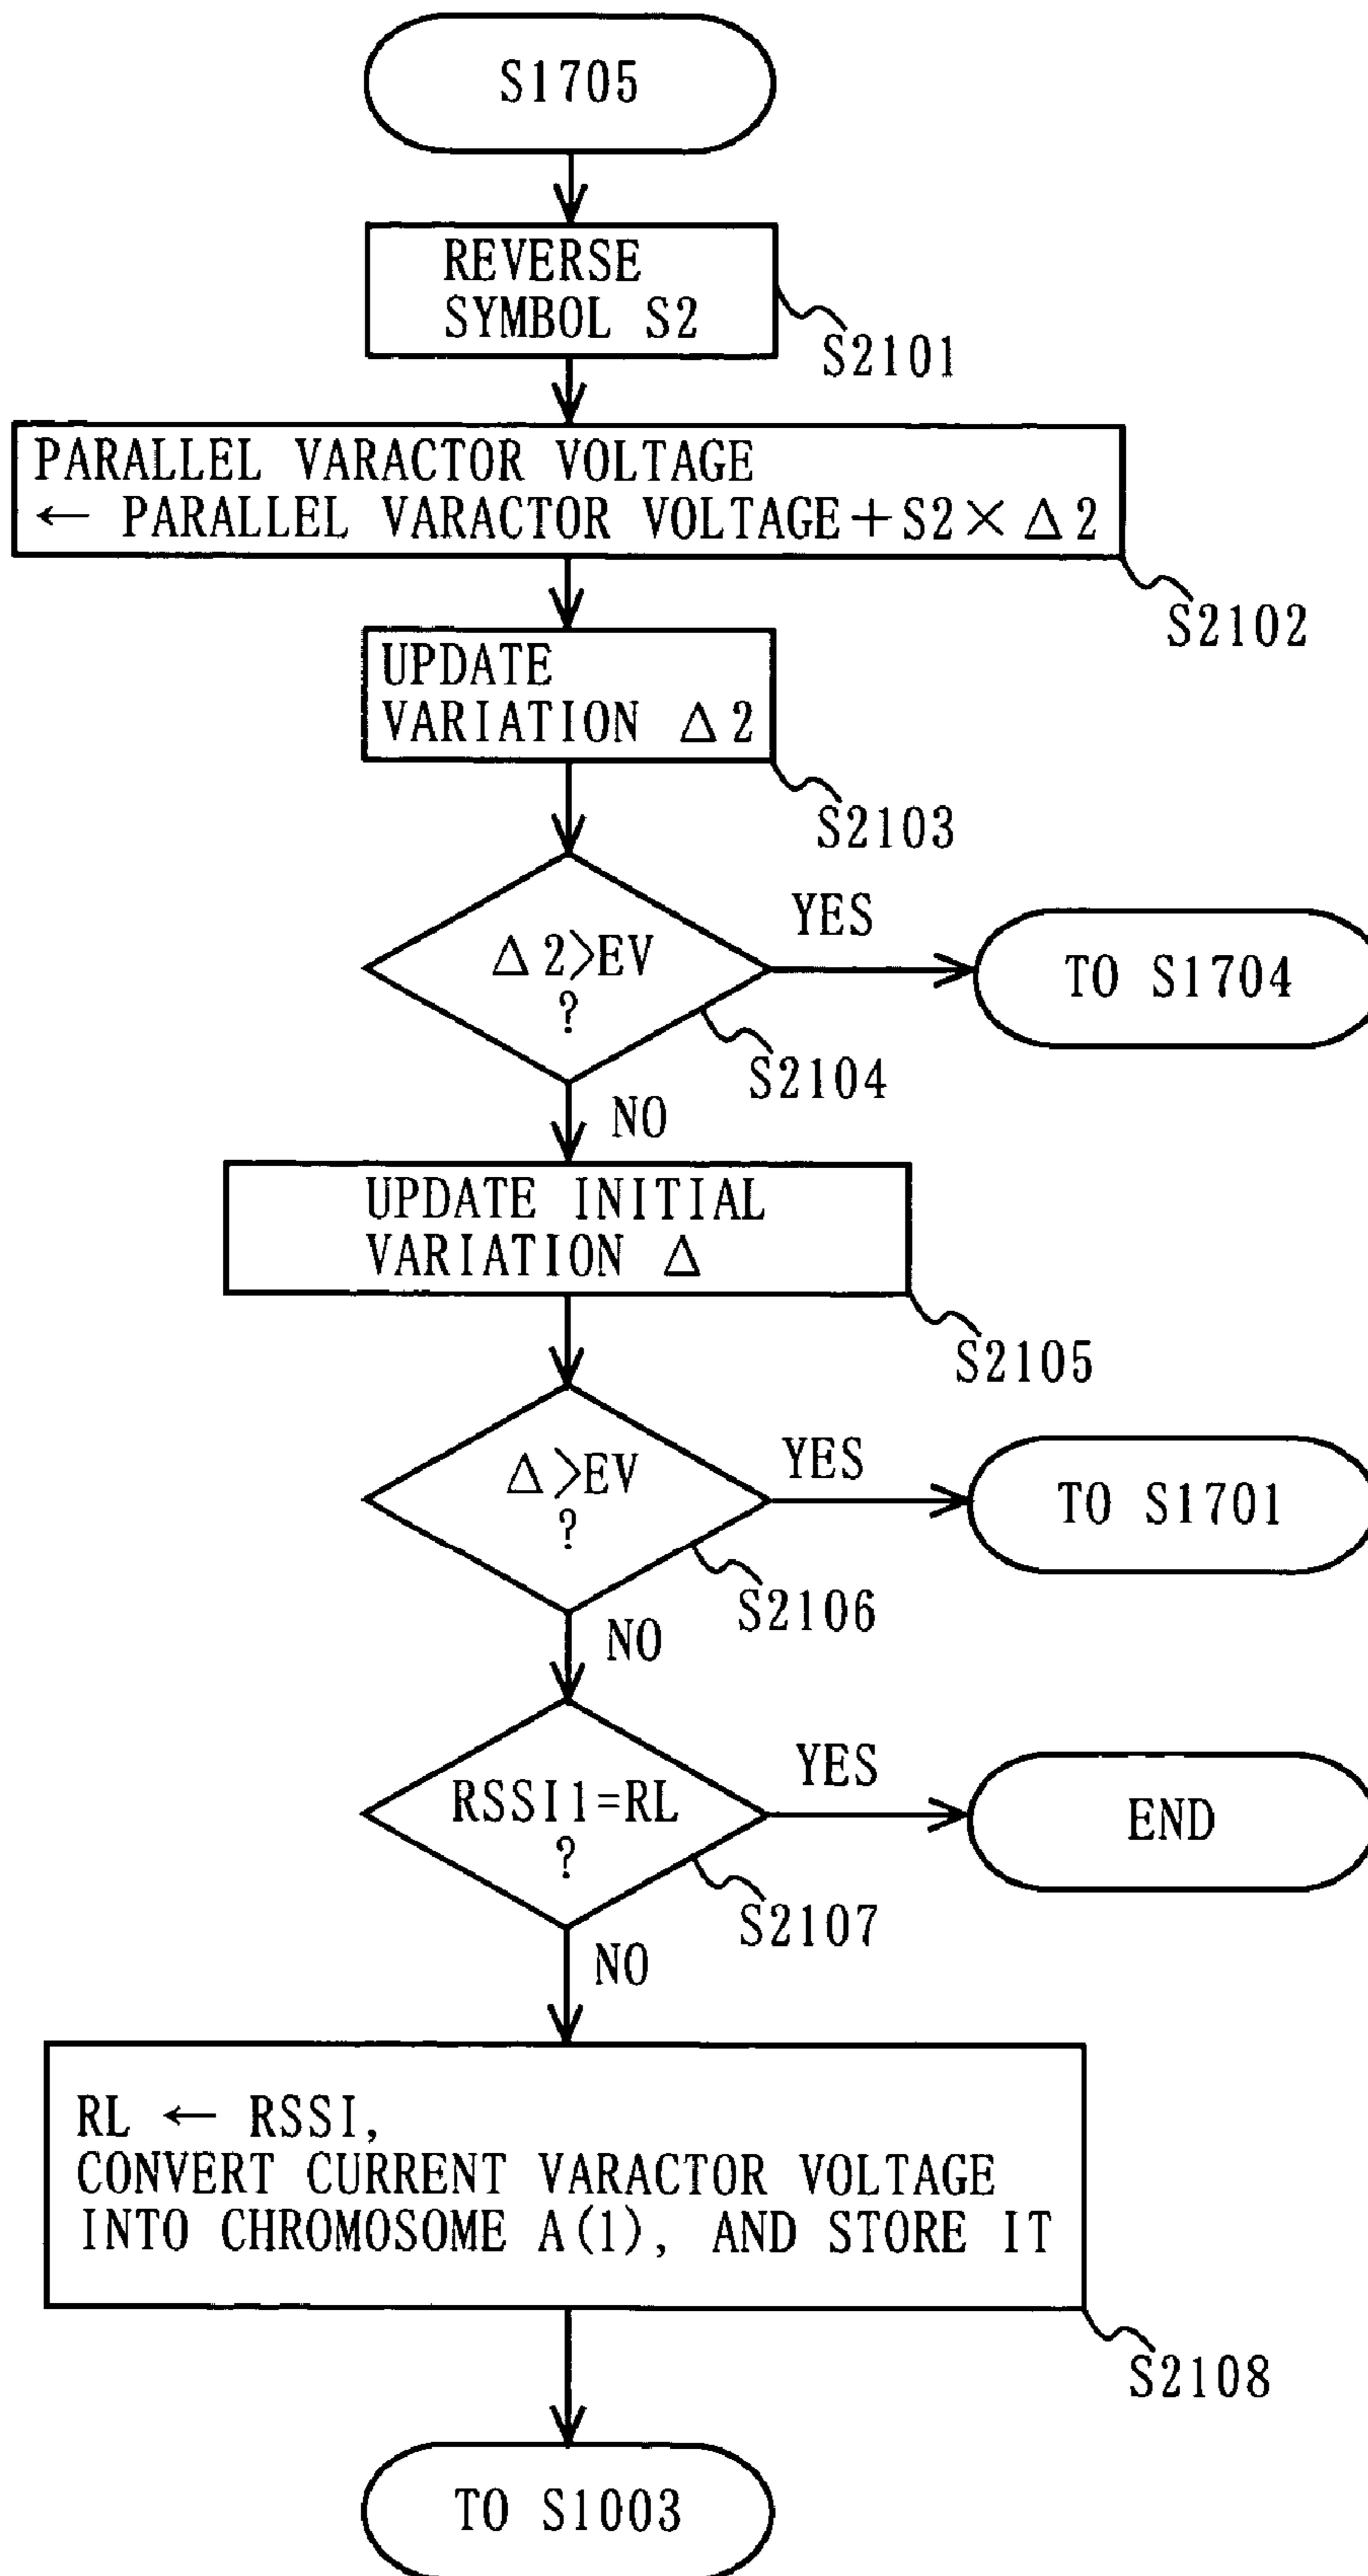 S1705
REVERSE
SYMBOL S2
S2101
PARALLEL VARACTOR VOLTAGE
← PARALLEL VARACTOR VOLTAGE+S2×Δ2
S2102
UPDATE
VARIATION Δ2
S2103
Δ2>EV
?
YES
TO S1704
S2104
NO
UPDATE INITIAL
VARIATION Δ
S2105
Δ>EV
?
YES
TO S1701
S2106
NO
RSSI1=RL
?
YES
END
S2107
NO
RL ← RSSI,
CONVERT CURRENT VARACTOR VOLTAGE
INTO CHROMOSOME A(1), AND STORE IT
S2108
TO S1003